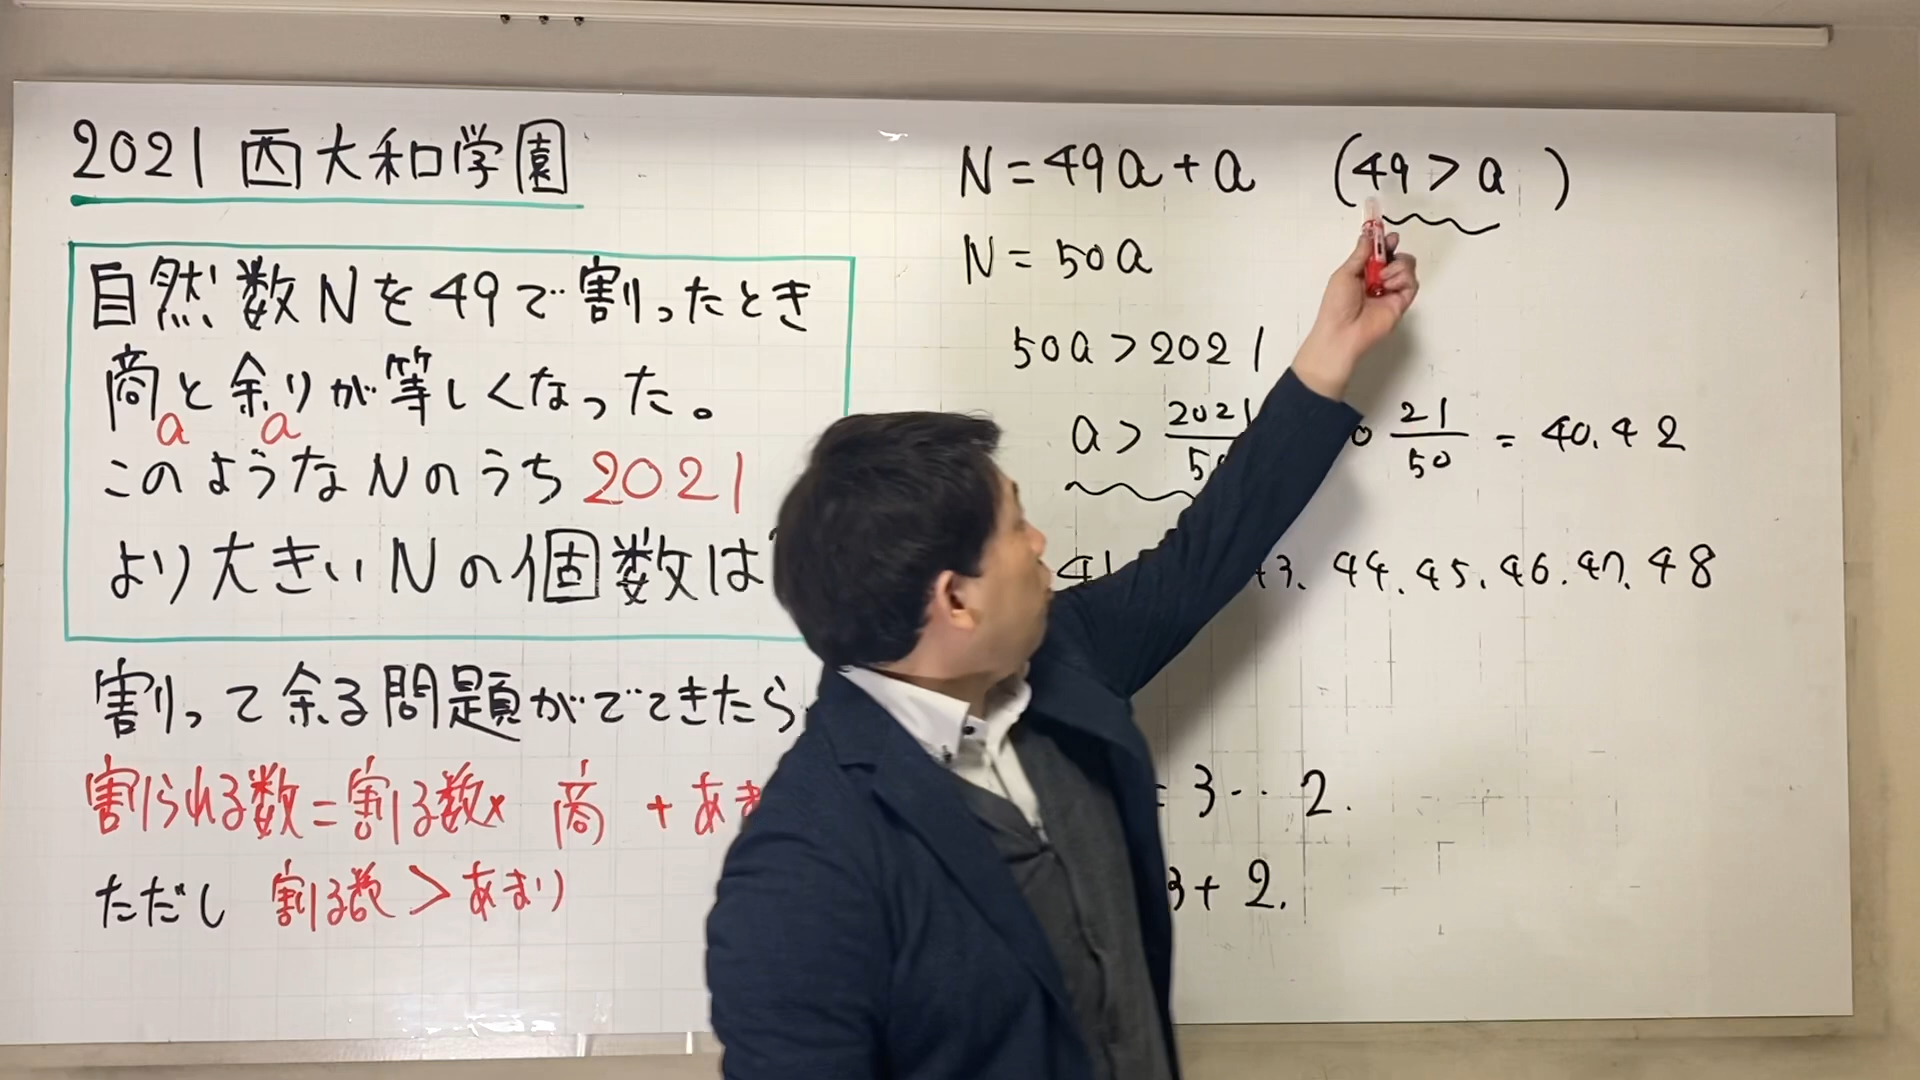 2021 西大和学園
自然数Nを49で割ったとき
商と余りが等しくなった。
a a
このようなNのうち2021
より大きいNの個数は
割って余る問題がでてきたら
割られる数=割る数× 商 + あま
ただし 割る数 > あまり
N = 49a + a (49 > a )
N = 50a
50a > 2021
a > 2021/50 21/50 = 40.42
41 43. 44. 45. 46. 47. 48
= 3 ・・ 2.
3 + 2.